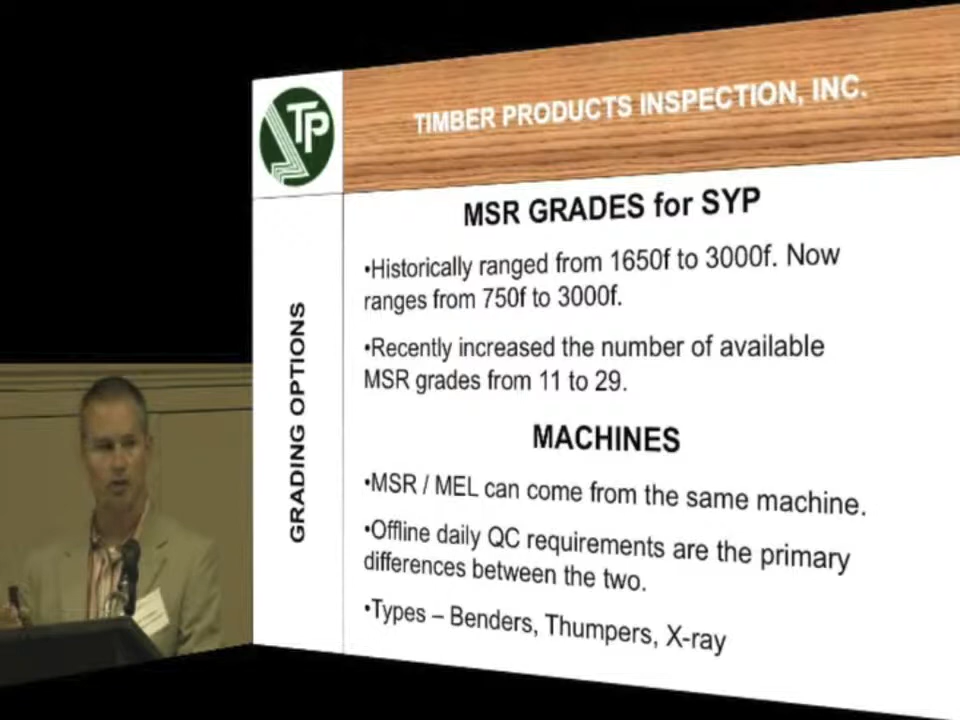 TP
TIMBER PRODUCTS INSPECTION, INC.
GRADING OPTIONS
MSR GRADES for SYP
•Historically ranged from 1650f to 3000f. Now
ranges from 750f to 3000f.
•Recently increased the number of available
MSR grades from 11 to 29.
MACHINES
•MSR / MEL can come from the same machine.
•Offline daily QC requirements are the primary
differences between the two.
•Types – Benders, Thumpers, X-ray